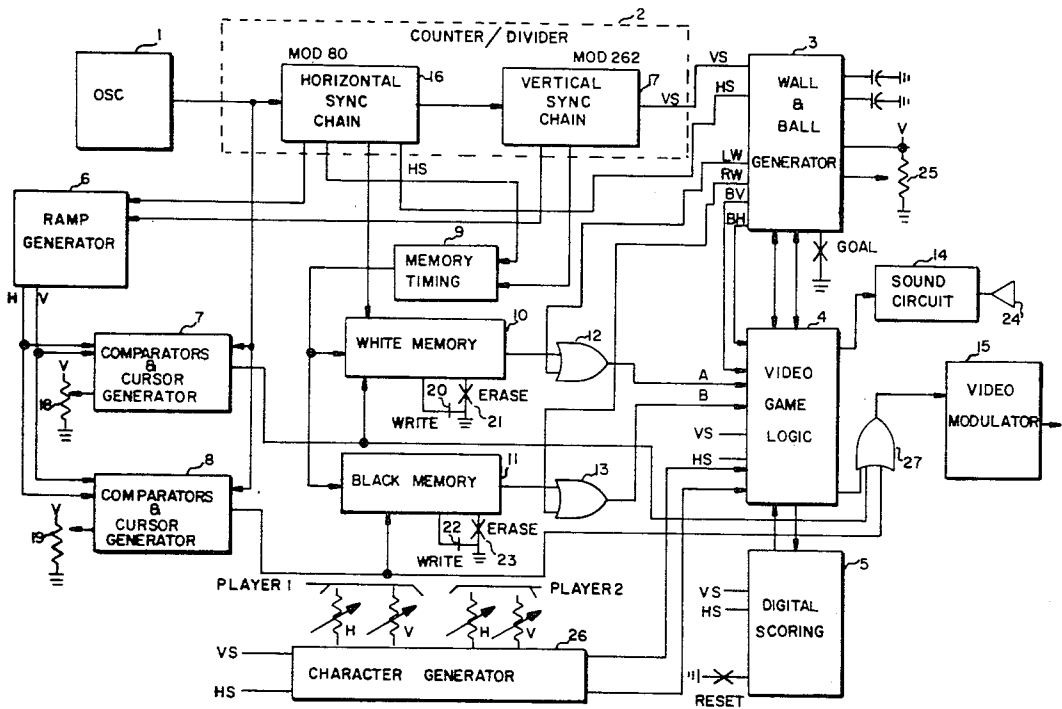 1
OSC
2
COUNTER/DIVIDER
MOD 80
HORIZONTAL
SYNC
CHAIN
16
MOD 262
VERTICAL
SYNC
CHAIN
17
VS
HS
VS
HS
LW
RW
BV
BH
3
WALL
&
BALL
GENERATOR
V
25
GOAL
6
RAMP
GENERATOR
H
V
9
MEMORY
TIMING
14
SOUND
CIRCUIT
24
7
COMPARATORS
& CURSOR
GENERATOR
V
18
10
WHITE MEMORY
20
WRITE
ERASE
21
12
A
B
4
VIDEO
GAME
LOGIC
VS
HS
15
VIDEO
MODULATOR
27
8
COMPARATORS
&
CURSOR
GENERATOR
V
19
11
BLACK MEMORY
22
WRITE
ERASE
23
13
PLAYER 1
H
V
PLAYER 2
H
V
26
CHARACTER GENERATOR
VS
HS
5
DIGITAL
SCORING
VS
HS
RESET